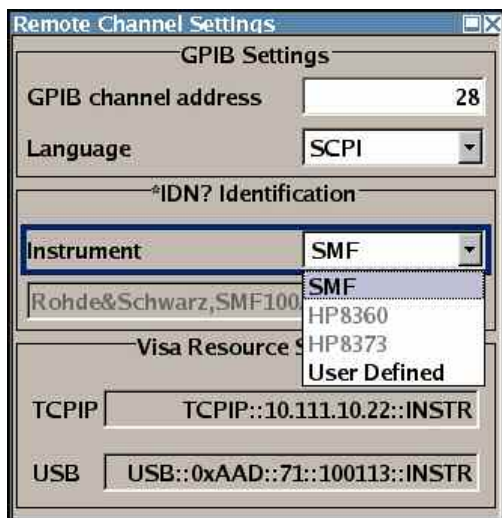 Remote Channel Settings
GPIB Settings
GPIB channel address 28
Language SCPI
*IDN? Identification
Instrument SMF
SMF
Rohde&Schwarz,SMF100
HP8360
HP8373
User Defined
Visa Resource S
TCPIP TCPIP::10.111.10.22::INSTR
USB USB::0xAAD::71::100113::INSTR